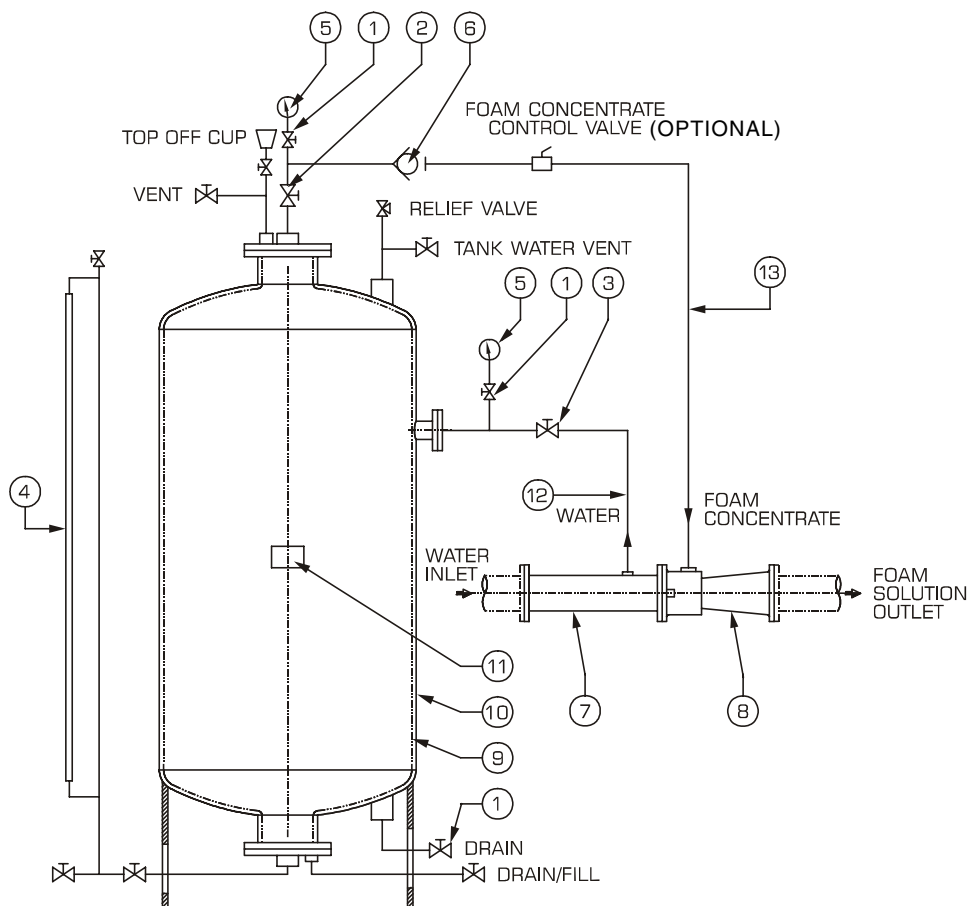 5
1
2
6
FOAM CONCENTRATE
CONTROL VALVE (OPTIONAL)
TOP OFF CUP
VENT
RELIEF VALVE
TANK WATER VENT
13
5
1
3
4
12
WATER
FOAM
CONCENTRATE
WATER
INLET
FOAM
SOLUTION
OUTLET
11
10
7
8
9
1
DRAIN
DRAIN/FILL